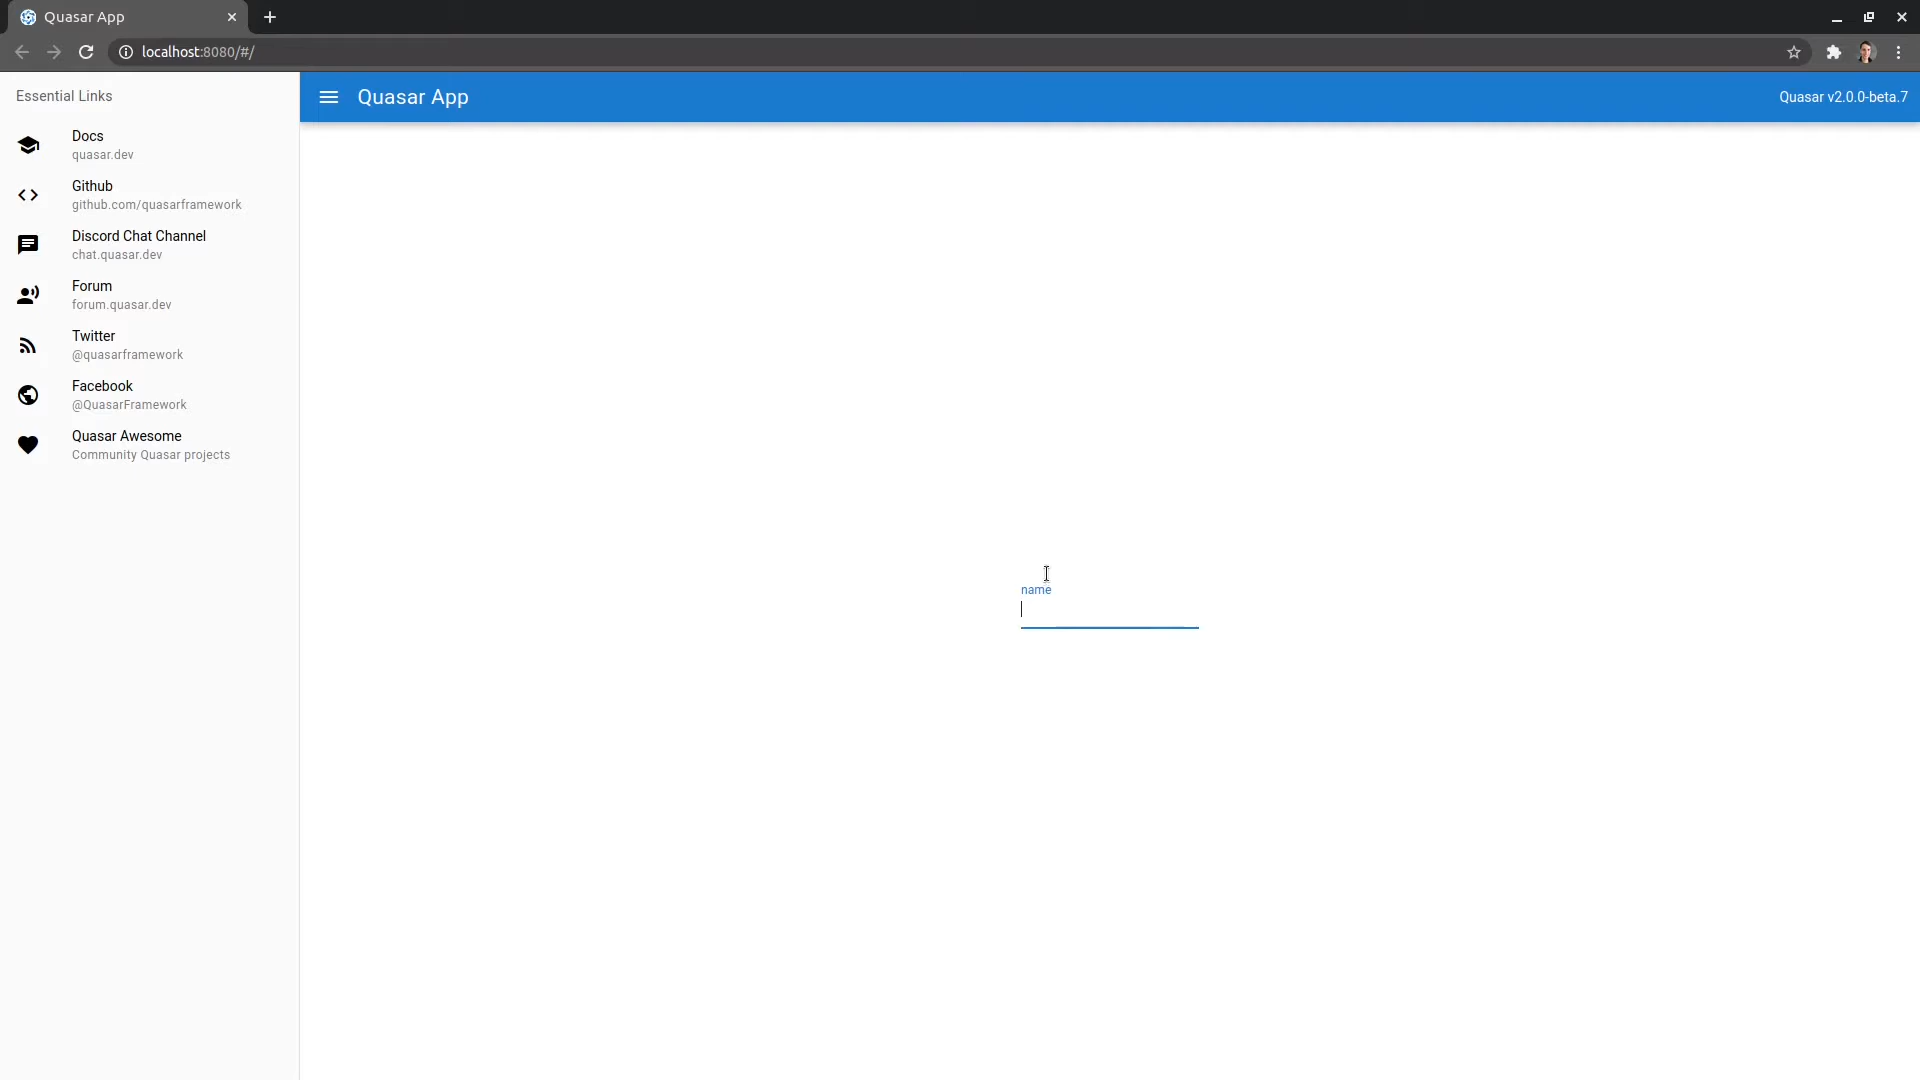 Quasar App
localhost:8080/#/
Essential Links
Docs
quasar.dev
Github
github.com/quasarframework
Discord Chat Channel
chat.quasar.dev
Forum
forum.quasar.dev
Twitter
@quasarframework
Facebook
@QuasarFramework
Quasar Awesome
Community Quasar projects
Quasar App
Quasar v2.0.0-beta.7
name